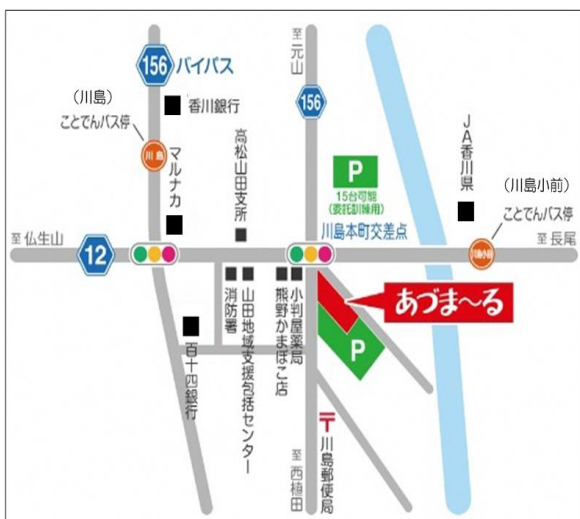 156
バイパス
（川島）
ことでんバス停
川島
香川銀行
マルナカ
至仏生山
12
高松山田支所
至元山
156
P
15台可能
（委託訓練用）
川島本町交差点
JA香川県
（川島小前）
ことでんバス停
川島小前
至長尾
百十四銀行
消防署
山田地域支援包括センター
熊野かまぼこ店
小判屋薬局
あづま〜る
P
〒
川島郵便局
至西植田